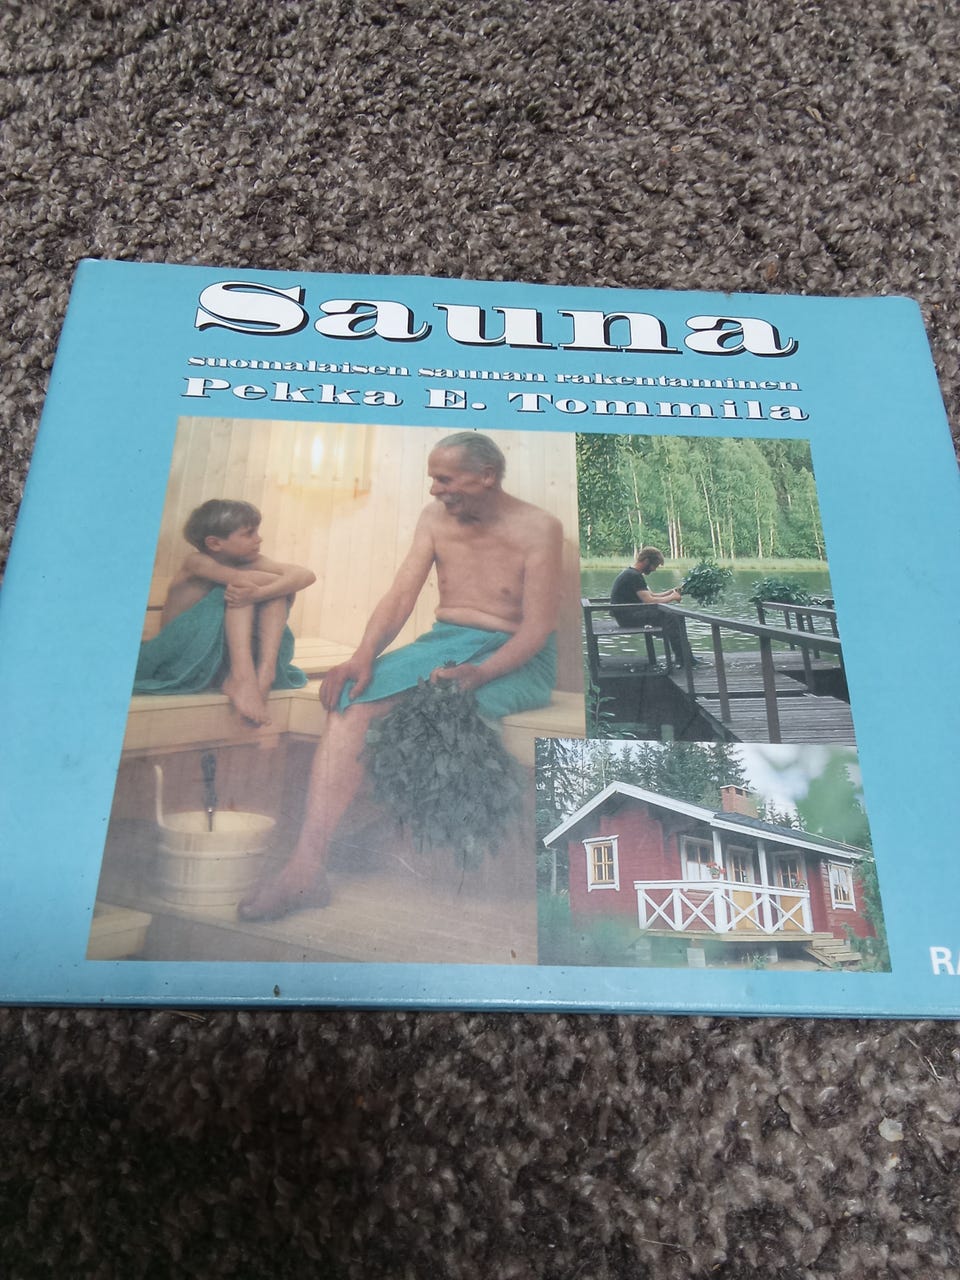 Sauna
suomalaisen saunan rakentaminen
Pekka E. Tommila